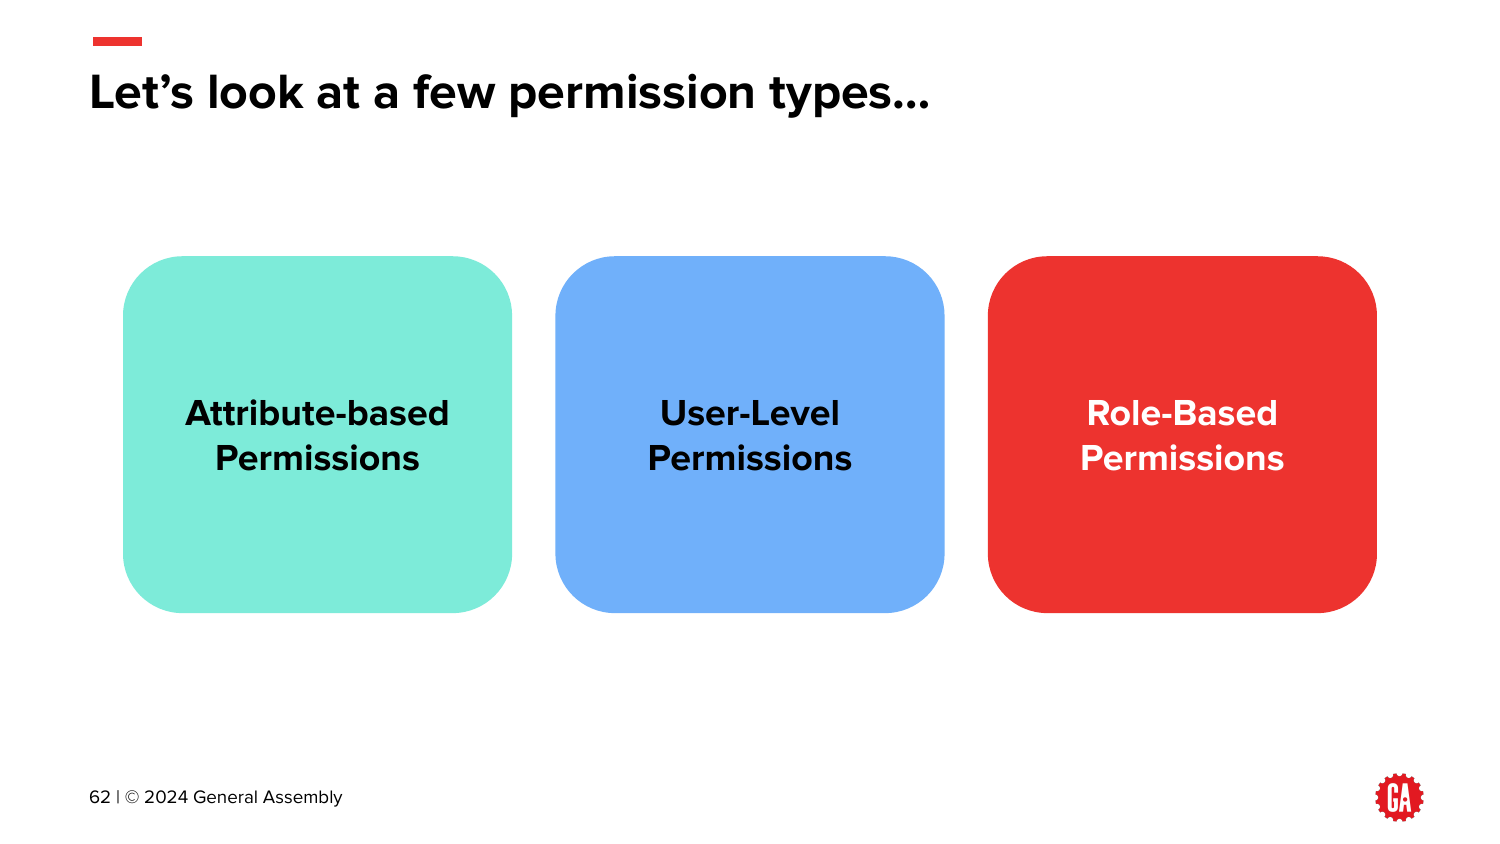 Let’s look at a few permission types…
Attribute-based
Permissions
User-Level
Permissions
Role-Based
Permissions
62 | © 2024 General Assembly
GA